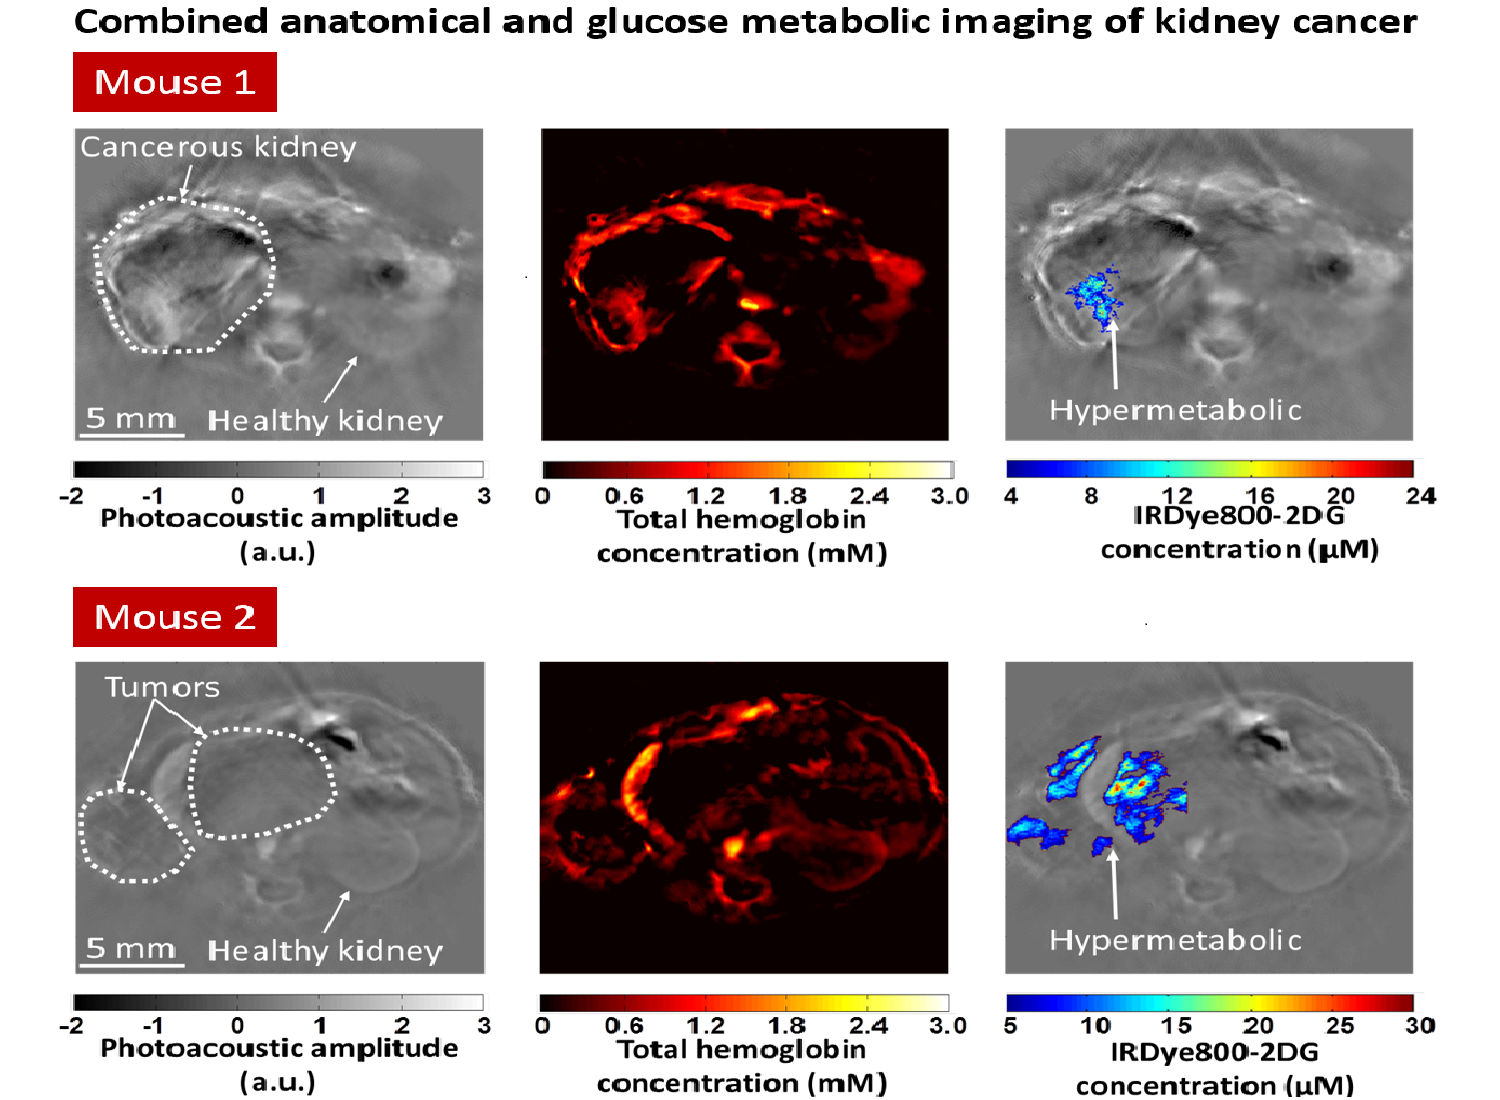 Combined anatomical and glucose metabolic imaging of kidney cancer
Mouse 1
Cancerous kidney
5 mm
Healthy kidney
-2 -1 0 1 2 3
Photoacoustic amplitude
(a.u.)
0 0.6 1.2 1.8 2.4 3.0
Total hemoglobin
concentration (mM)
Hypermetabolic
4 8 12 16 20 24
IRDye800-2DG
concentration (µM)
Mouse 2
Tumors
5 mm
Healthy kidney
-2 -1 0 1 2 3
Photoacoustic amplitude
(a.u.)
0 0.6 1.2 1.8 2.4 3.0
Total hemoglobin
concentration (mM)
Hypermetabolic
5 10 15 20 25 30
IRDye800-2DG
concentration (µM)